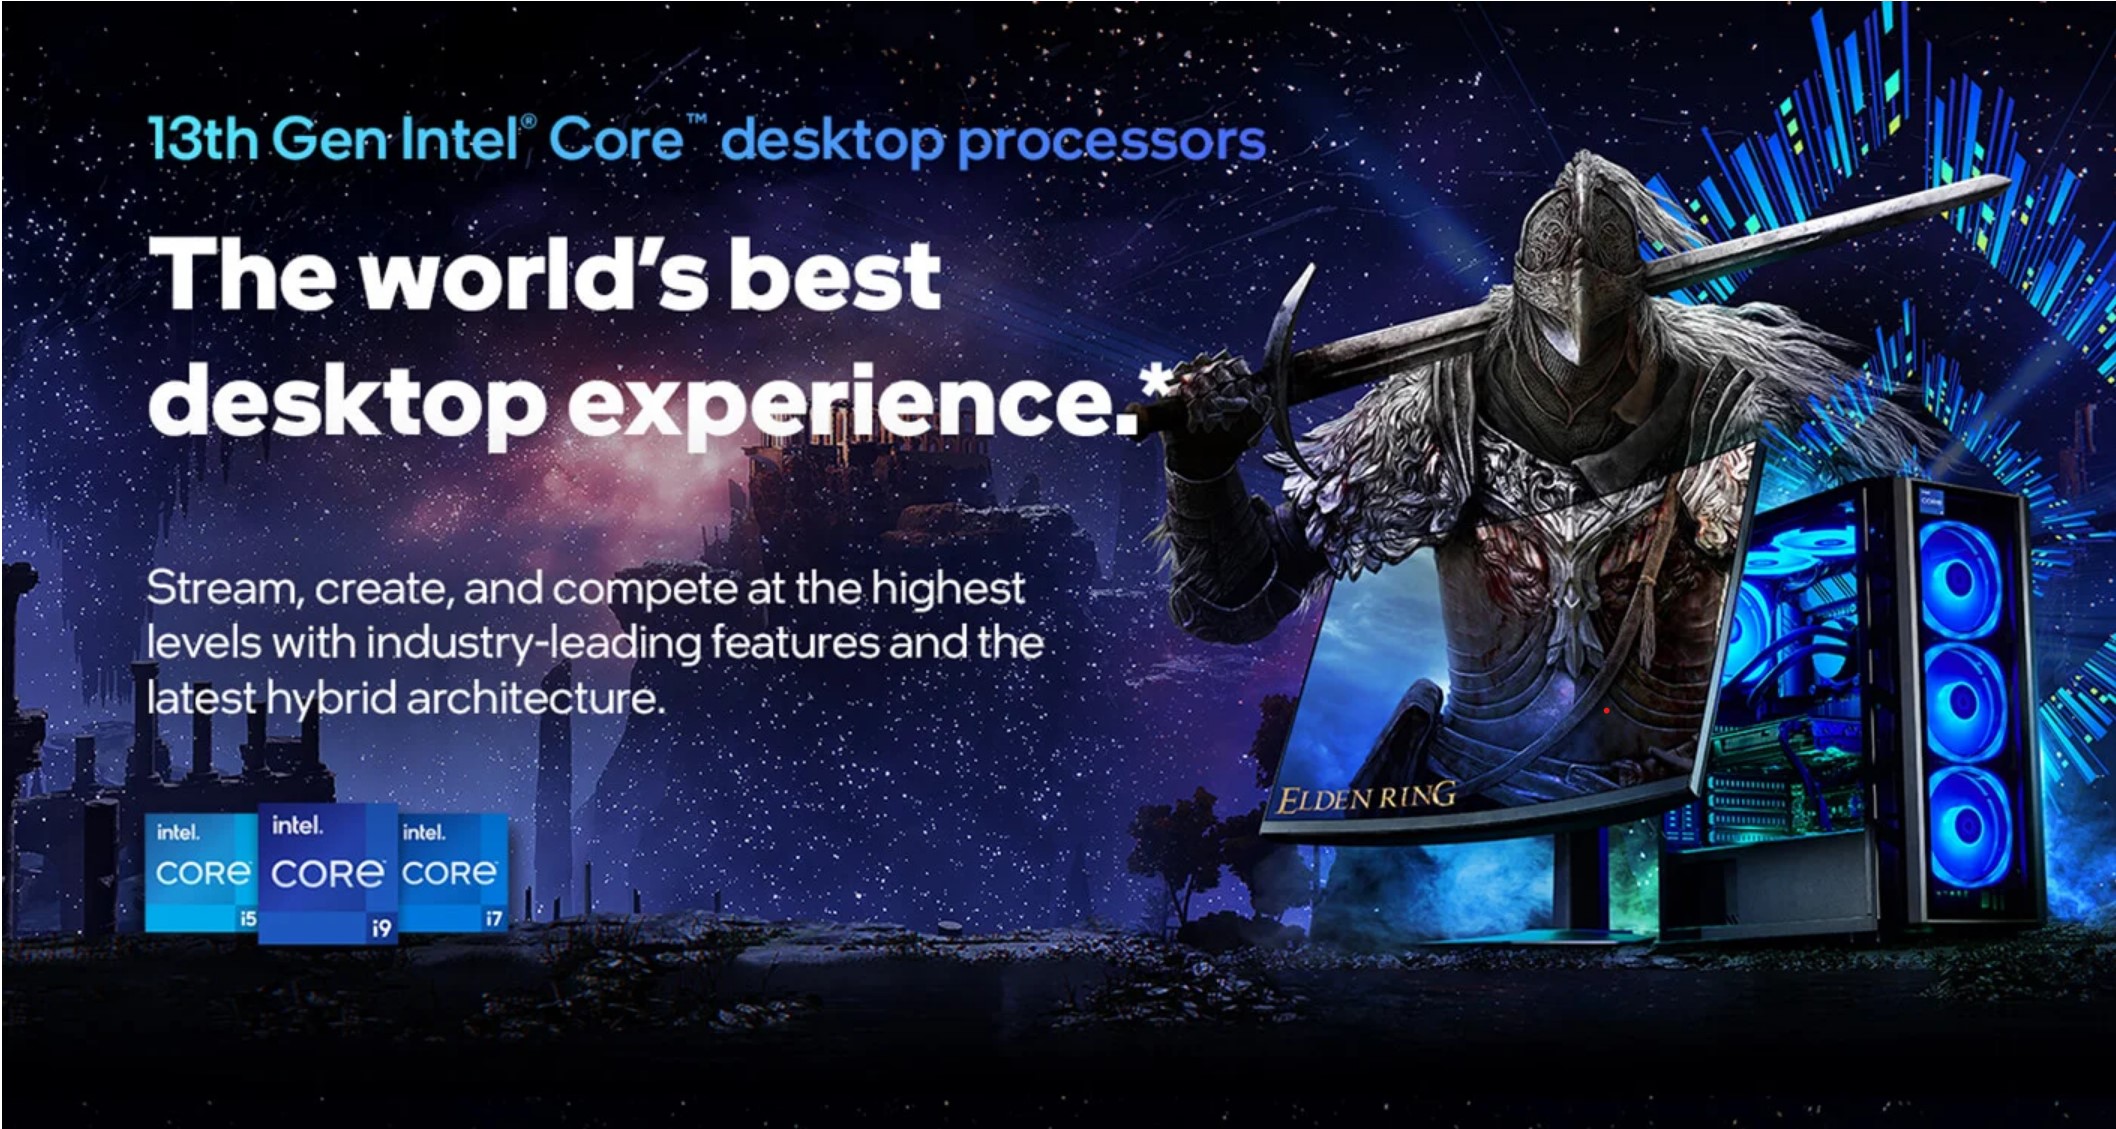 13th Gen Intel® Core™ desktop processors
The world's best
desktop experience.*
Stream, create, and compete at the highest
levels with industry-leading features and the
latest hybrid architecture.
ELDEN RING
intel.
CORE
i5
intel.
CORE
i9
intel.
CORE
i7